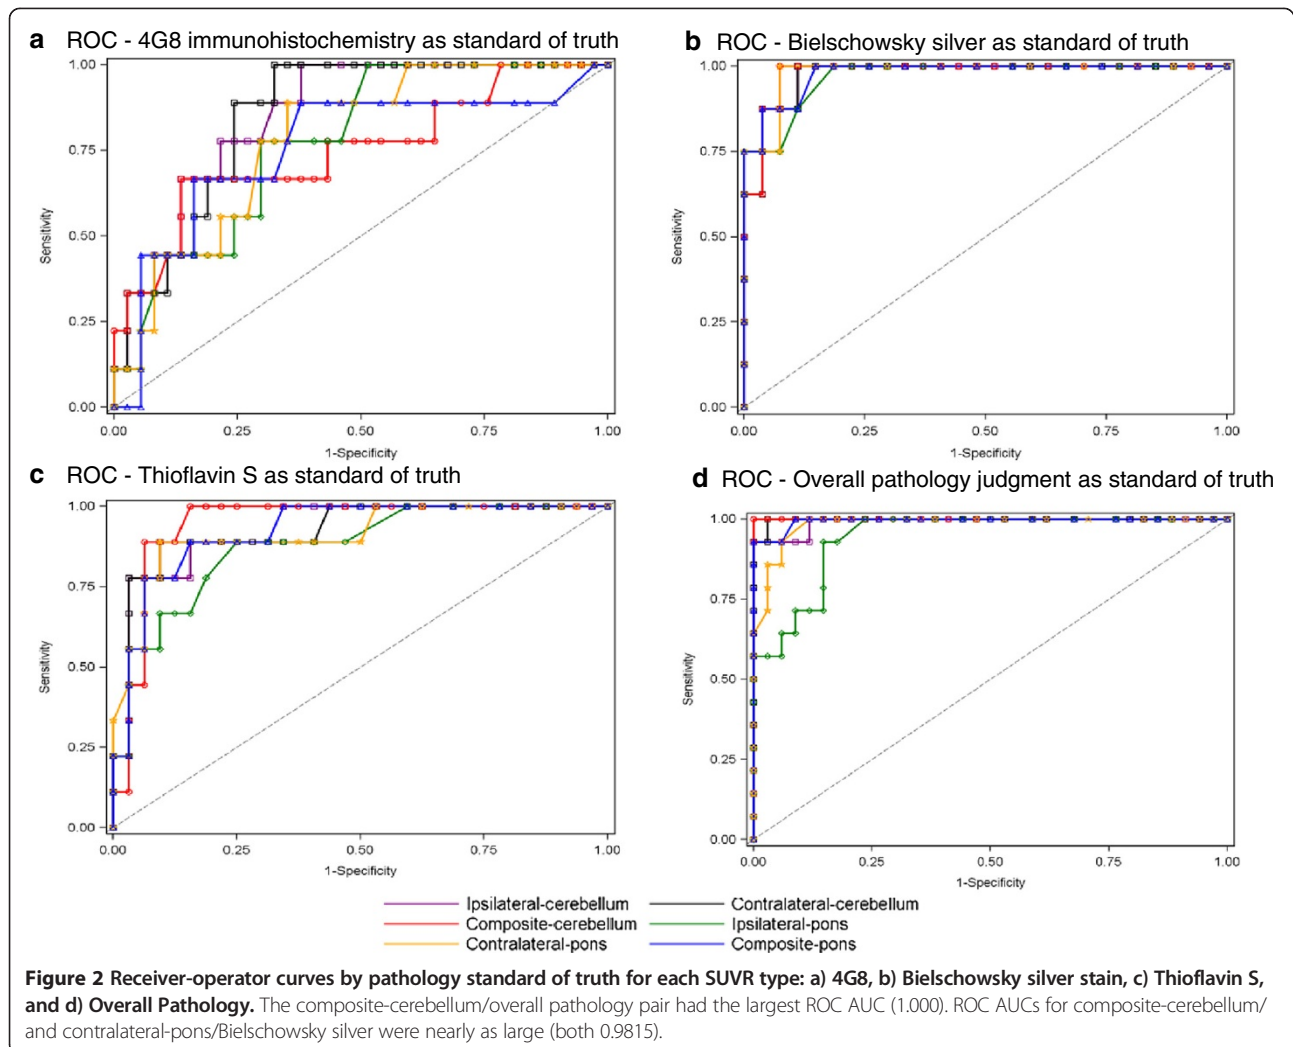 a ROC - 4G8 immunohistochemistry as standard of truth
1.00
0.75
0.50
0.25
0.00
Sensitivity
0.00 0.25 0.50 0.75 1.00
1-Specificity
b ROC - Bielschowsky silver as standard of truth
1.00
0.75
0.50
0.25
0.00
Sensitivity
0.00 0.25 0.50 0.75 1.00
1-Specificity
c ROC - Thioflavin S as standard of truth
1.00
0.75
0.50
0.25
0.00
Sensitivity
0.00 0.25 0.50 0.75 1.00
1-Specificity
d ROC - Overall pathology judgment as standard of truth
1.00
0.75
0.50
0.25
0.00
Sensitivity
0.00 0.25 0.50 0.75 1.00
1-Specificity
Ipsilateral-cerebellum Contralateral-cerebellum
Composite-cerebellum Ipsilateral-pons
Contralateral-pons Composite-pons
Figure 2 Receiver-operator curves by pathology standard of truth for each SUVR type: a) 4G8, b) Bielschowsky silver stain, c) Thioflavin S,
and d) Overall Pathology. The composite-cerebellum/overall pathology pair had the largest ROC AUC (1.000). ROC AUCs for composite-cerebellum/
and contralateral-pons/Bielschowsky silver were nearly as large (both 0.9815).